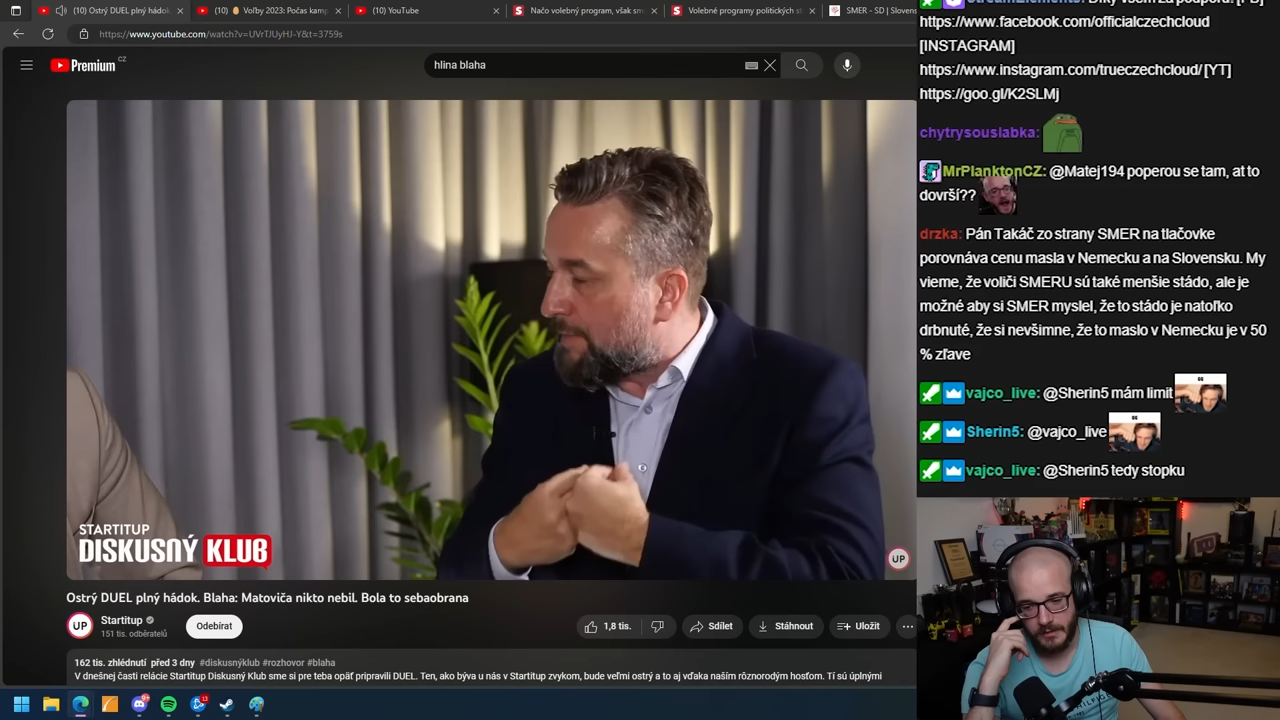 (10) Ostrý DUEL plný hádok
(10) Voľby 2023: Počas kamp
(10) YouTube
Načo volebný program, však sm
Volebné programy politických s
SMER - SD | Slovens
https://www.youtube.com/watch?v=UVrTJUyHJ-Y&t=3759s
Premium CZ
hlina blaha
STARTITUP
DISKUSNÝ KLUB
UP
Ostrý DUEL plný hádok. Blaha: Matoviča nikto nebil. Bola to sebaobrana
UP
Startitup
151 tis. odběratelů
Odebírat
1,8 tis.
Sdílet
Stáhnout
Uložit
162 tis. zhlédnutí před 3 dny #diskusnýklub #rozhovor #blaha
V dnešnej časti relácie Startitup Diskusný Klub sme si pre teba opäť pripravili DUEL. Ten, ako býva u nás v Startitup zvykom, bude veľmi ostrý a to aj vďaka naším rôznorodým hosťom. Tí sú úplnými
https://www.facebook.com/officialczechcloud
[INSTAGRAM]
https://www.instagram.com/trueczechcloud/ [YT]
https://goo.gl/K2SLMj
chytrysouslabka:
MrPlanktonCZ: @Matej194 poperou se tam, at to
dovrší??
drzka: Pán Takáč zo strany SMER na tlačovke
porovnáva cenu masla v Nemecku a na Slovensku. My
vieme, že voliči SMERU sú také menšie stádo, ale je
možné aby si SMER myslel, že to stádo je natoľko
drbnuté, že si nevšimne, že to maslo v Nemecku je v 50
% zľave
vajco_live: @Sherin5 mám limit
Sherin5: @vajco_live
vajco_live: @Sherin5 tedy stopku